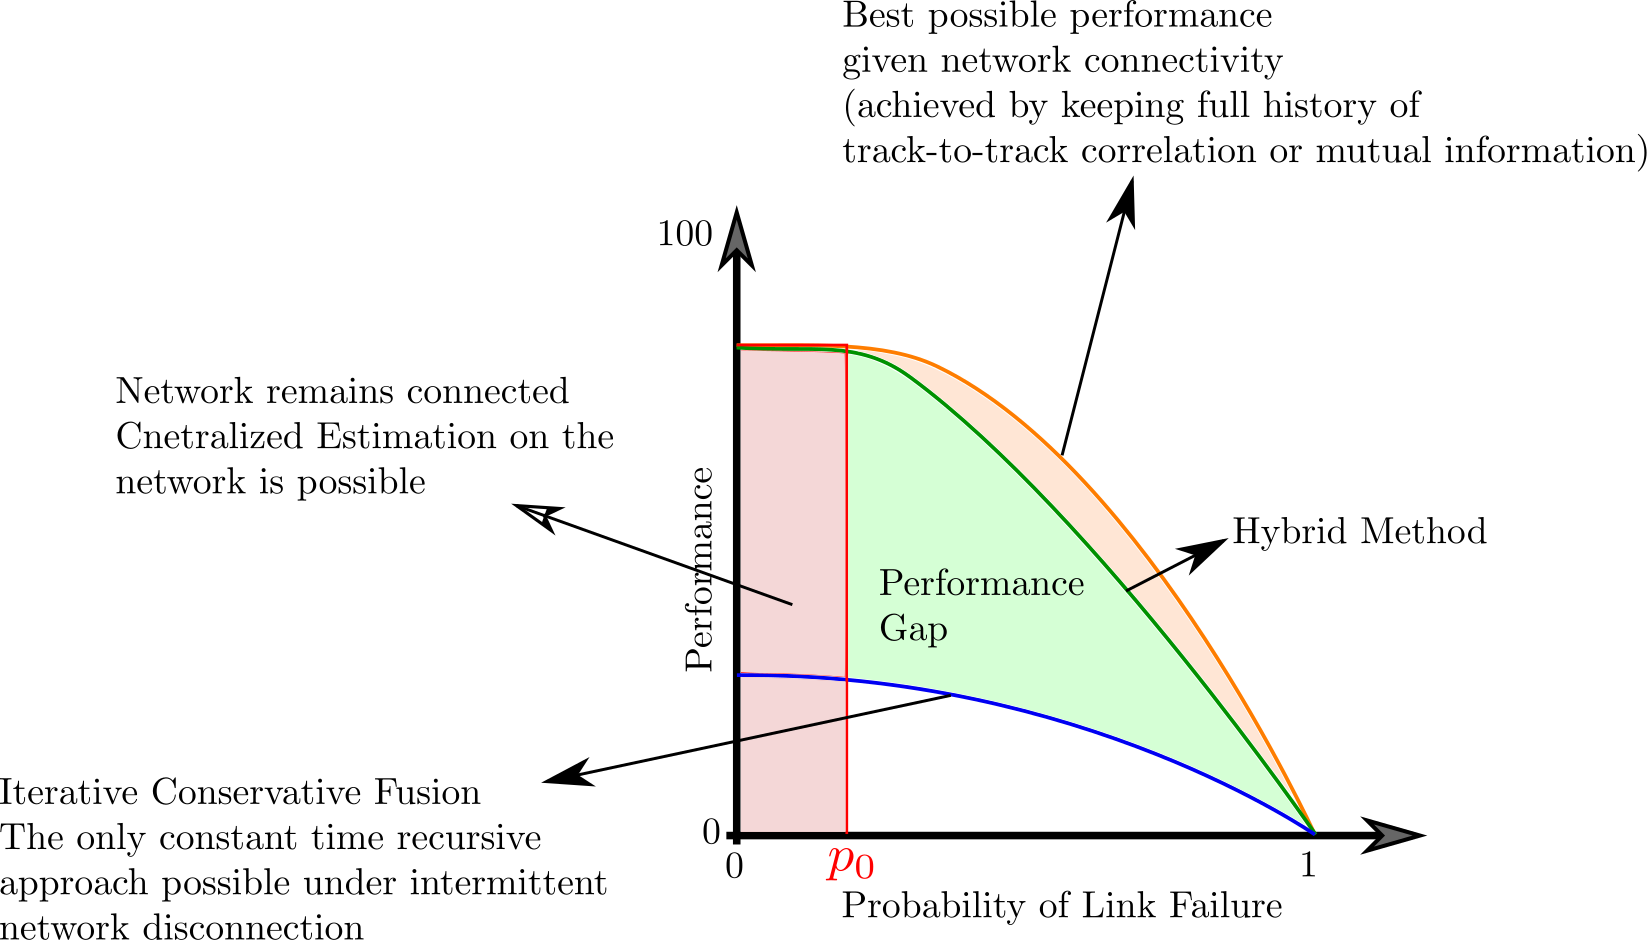 Best possible performance
given network connectivity
(achieved by keeping full history of
track-to-track correlation or mutual information)
100
Network remains connected
Cnetralized Estimation on the
network is possible
Performance
Hybrid Method
Performance
Gap
Iterative Conservative Fusion
The only constant time recursive
approach possible under intermittent
network disconnection
0
0
p0
1
Probability of Link Failure